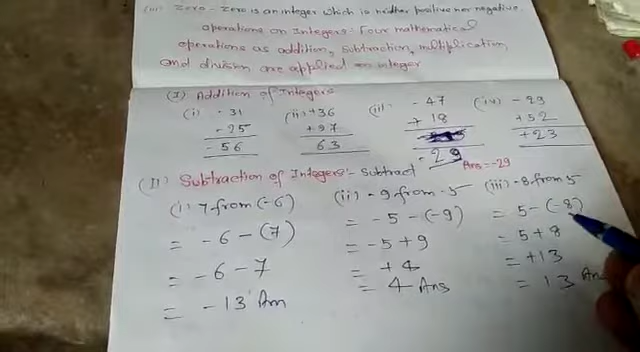 (iii) Zero - Zero is an integer which is neither positive nor negative.
Operations on Integers:- Four mathematical
operations as addition, Subtraction, multiplication
and division are applied on integer
(I) Addition of Integers
(i) - 31
- 25
- 56
(ii) +36
+97
63
(iii) - 47
+ 18
- 29
Ans = -29
(iv) - 29
+ 52
+ 23
(II) Subtraction of Integers:- Subtract
(i) 7 from (-6)
= - 6 - (7)
= - 6 - 7
= - 13 Ans
(ii) - 9 from - 5
= - 5 - (-9)
= - 5 + 9
= + 4
= 4 Ans
(iii) - 8 from 5
= 5 - (-8)
= 5 + 8
= + 13
= 13 Ans